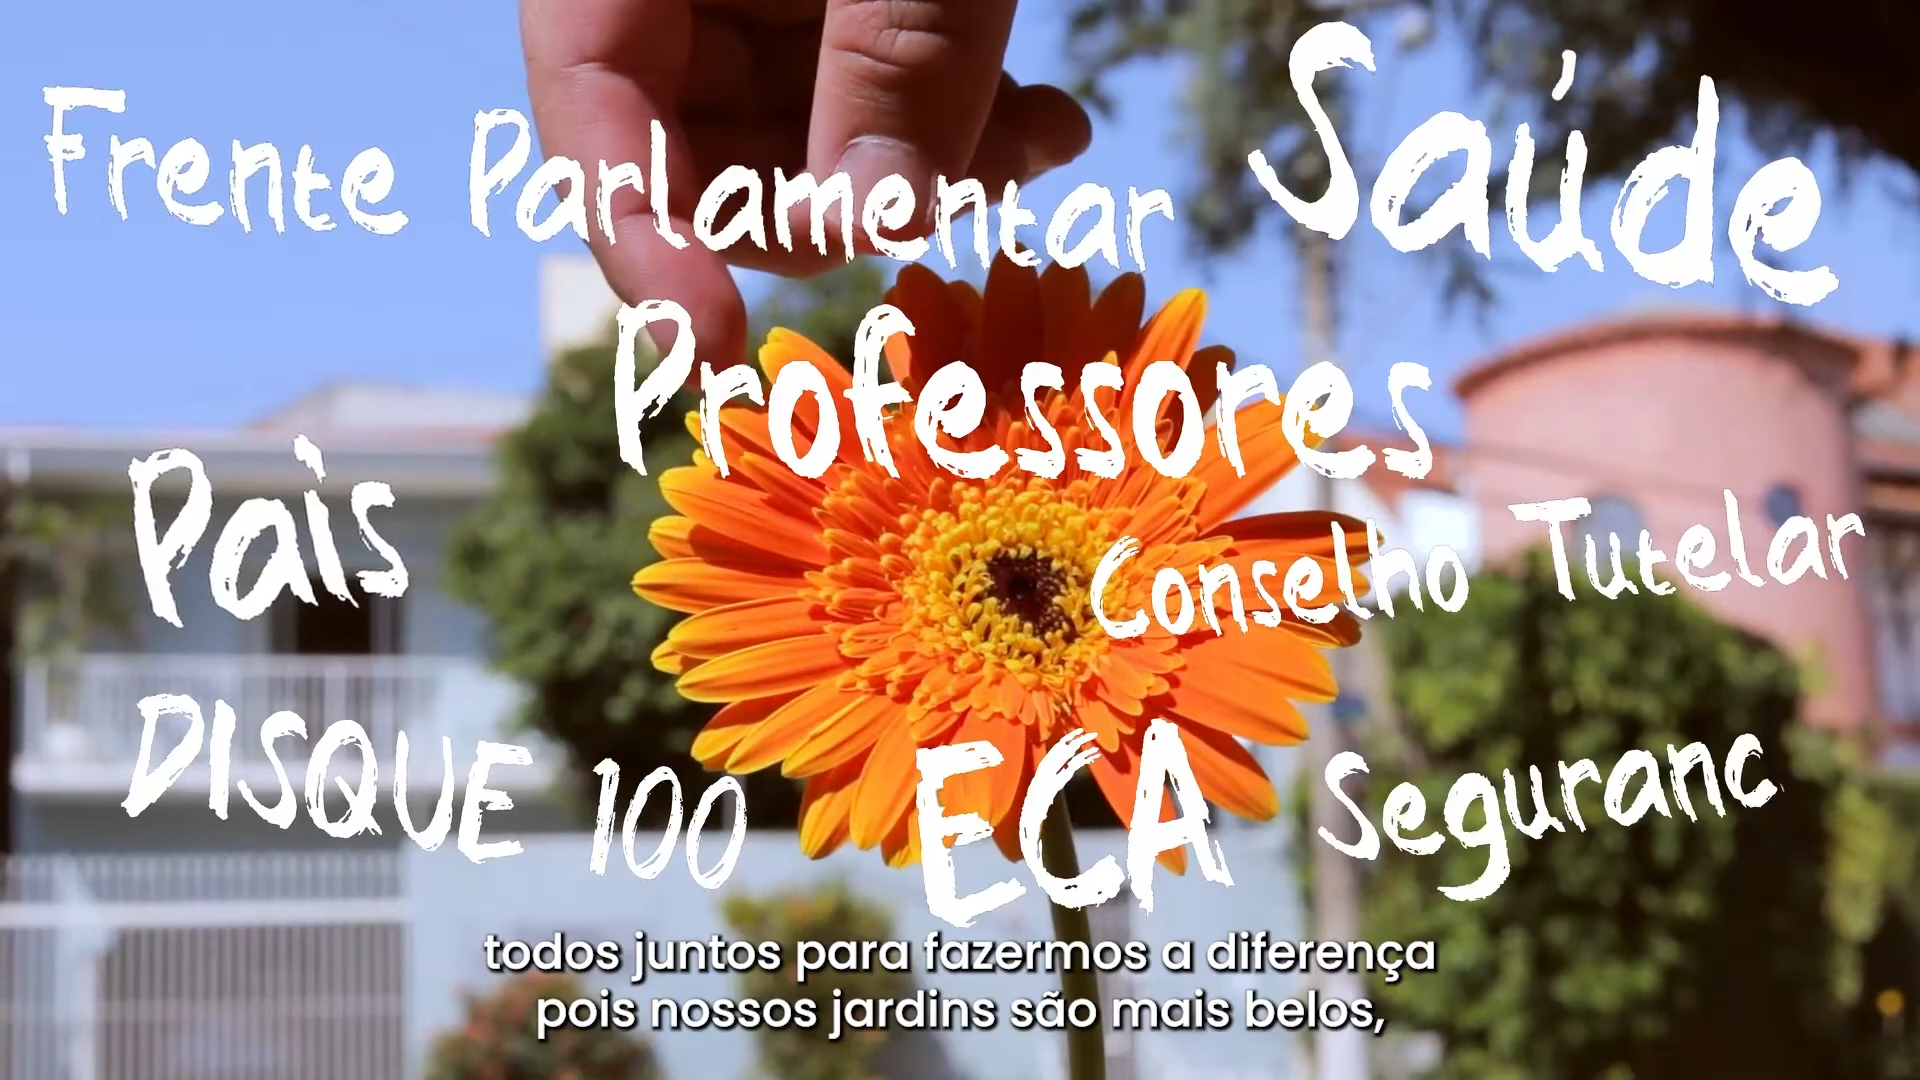 Frente Parlamentar
Saúde
Professores
Pais
Conselho Tutelar
DISQUE 100
ECA
Seguranc
todos juntos para fazermos a diferença
pois nossos jardins são mais belos,